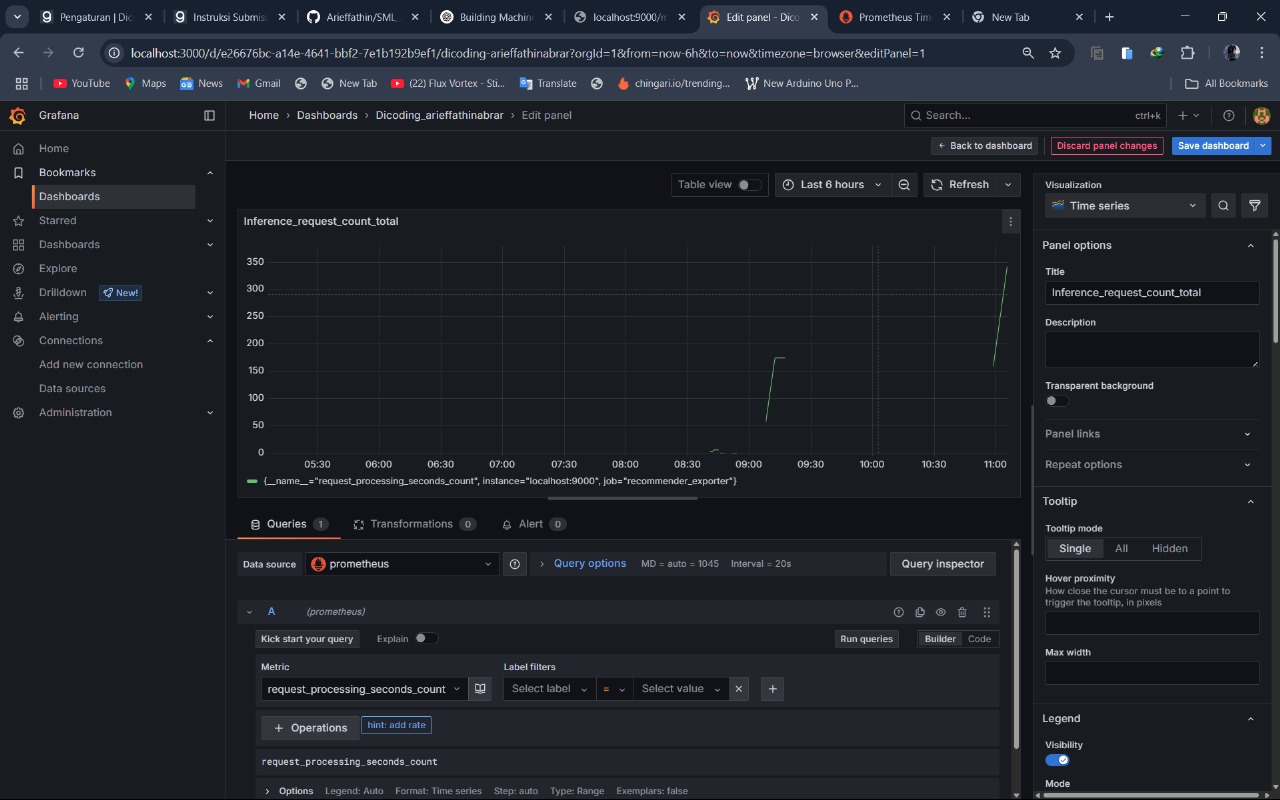 Pengaturan | Dic
Instruksi Submis
Arieffathin/SML_
Building Machin
localhost:9000/m
Edit panel - Dico
Prometheus Tim
New Tab
localhost:3000/d/e26676bc-a14e-4641-bbf2-7e1b192b9ef1/dicoding-arieffathinabrar?orgId=1&from=now-6h&to=now&timezone=browser&editPanel=1
YouTube
Maps
News
Gmail
New Tab
(22) Flux Vortex - Sti...
Translate
chingari.io/trending...
New Arduino Uno P...
All Bookmarks
Grafana
Home › Dashboards › Dicoding_arieffathinabrar › Edit panel
Search...
ctrl+k
Home
Bookmarks
Dashboards
Starred
Dashboards
Explore
Drilldown
New!
Alerting
Connections
Add new connection
Data sources
Administration
Back to dashboard
Discard panel changes
Save dashboard
Table view
Last 6 hours
Refresh
Inference_request_count_total
350
300
250
200
150
100
50
0
05:30 06:00 06:30 07:00 07:30 08:00 08:30 09:00 09:30 10:00 10:30 11:00
{__name__="request_processing_seconds_count", instance="localhost:9000", job="recommender_exporter"}
Queries 1
Transformations 0
Alert 0
Data source
prometheus
Query options
MD = auto = 1045
Interval = 20s
Query inspector
A
(prometheus)
Kick start your query
Explain
Run queries
Builder
Code
Metric
Label filters
request_processing_seconds_count
Select label
=
Select value
+ Operations
hint: add rate
request_processing_seconds_count
Options
Legend: Auto
Format: Time series
Step: auto
Type: Range
Exemplars: false
Visualization
Time series
Panel options
Title
Inference_request_count_total
Description
Transparent background
Panel links
Repeat options
Tooltip
Tooltip mode
Single
All
Hidden
Hover proximity
How close the cursor must be to a point to
trigger the tooltip, in pixels
Max width
Legend
Visibility
Mode